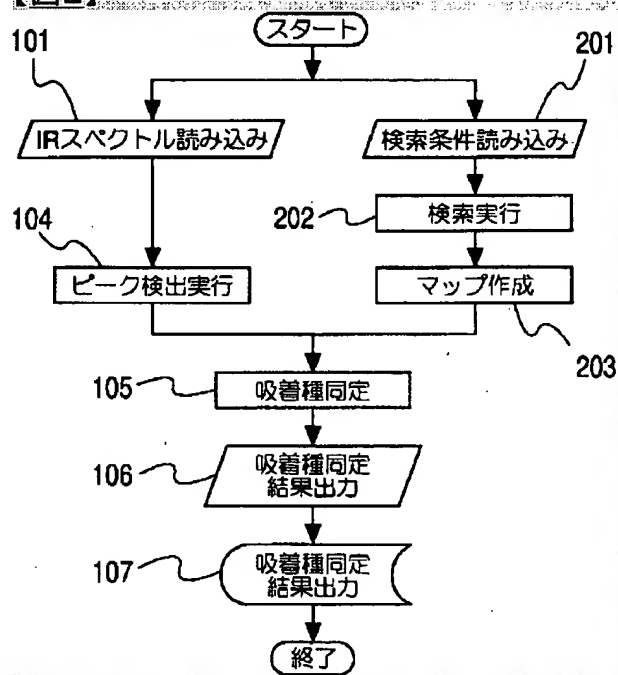 スタート
101
201
IRスペクトル読み込み
検索条件読み込み
202
検索実行
104
ピーク検出実行
マップ作成
203
105
吸着種同定
106
吸着種同定
結果出力
107
吸着種同定
結果出力
終了